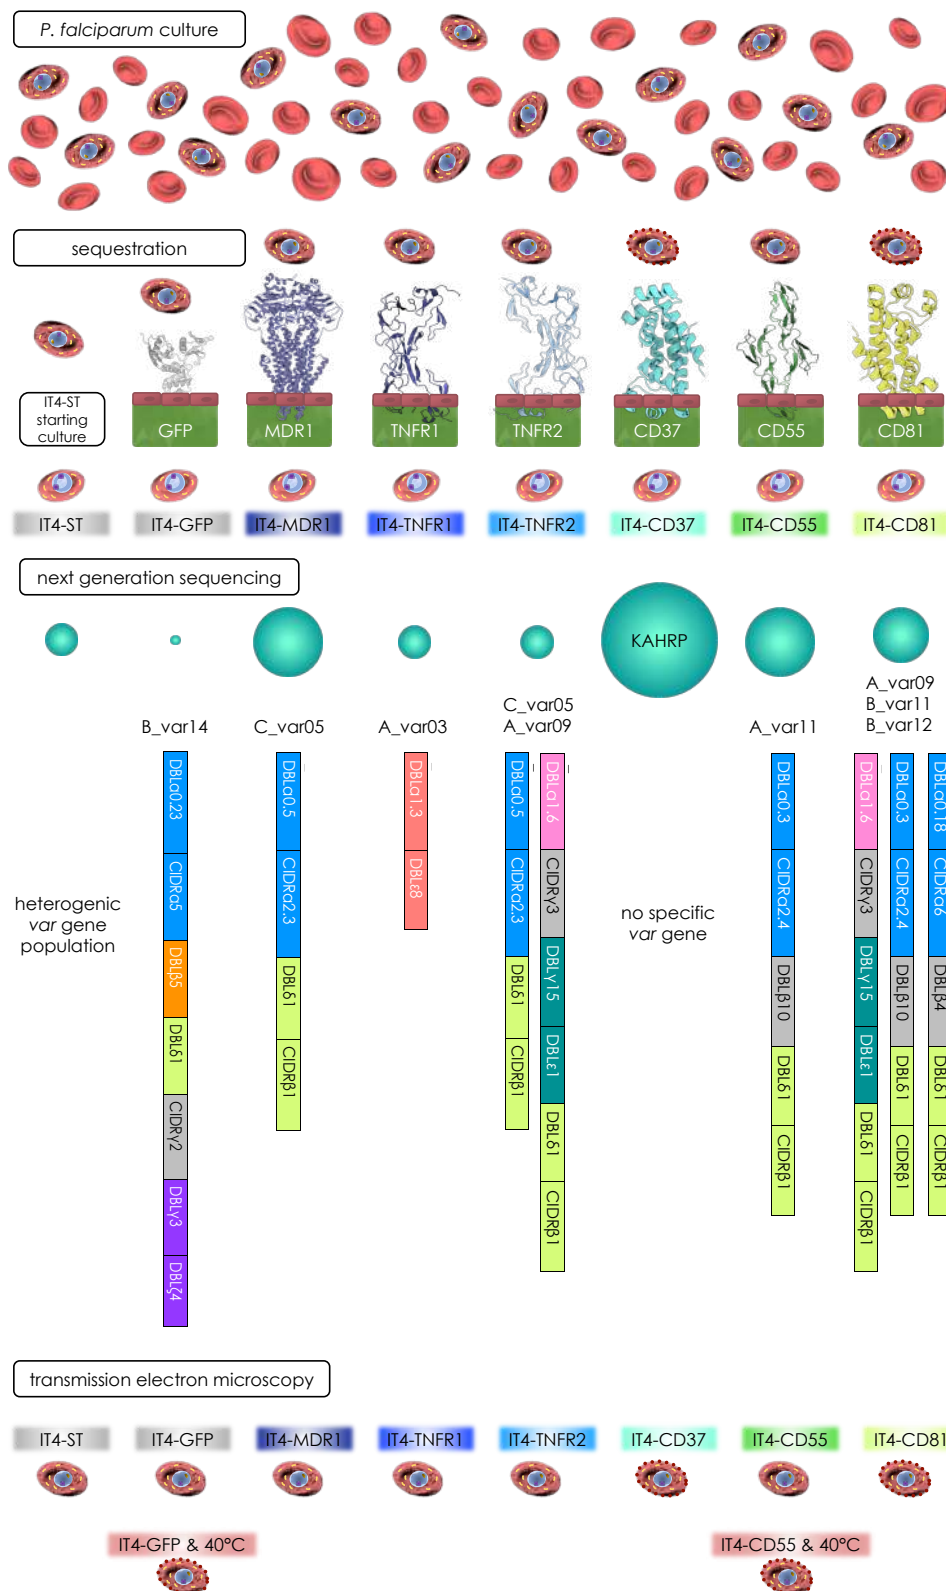 P. falciparum culture
sequestration
IT4-ST
starting
culture
GFP
MDR1
TNFR1
TNFR2
CD37
CD55
CD81
IT4-ST
IT4-GFP
IT4-MDR1
IT4-TNFR1
IT4-TNFR2
IT4-CD37
IT4-CD55
IT4-CD81
next generation sequencing
KAHRP
B_var14
C_var05
A_var03
C_var05
A_var09
A_var11
A_var09
B_var11
B_var12
heterogenic
var gene
population
DBLα0.23
CIDRα5
DBLβ5
DBLδ1
CIDRγ2
DBLγ3
DBLζ4
DBLα0.5
CIDRα2.3
DBLδ1
CIDRβ1
DBLα1.3
DBLε8
DBLα0.5
CIDRα2.3
DBLδ1
CIDRβ1
DBLα1.6
CIDRγ3
DBLγ15
DBLε1
DBLδ1
CIDRβ1
no specific
var gene
DBLα0.3
CIDRα2.4
DBLβ10
DBLδ1
CIDRβ1
DBLα1.6
CIDRγ3
DBLγ15
DBLε1
DBLδ1
CIDRβ1
DBLα0.3
CIDRα2.4
DBLβ10
DBLδ1
CIDRβ1
DBLα0.18
CIDRα6
DBLβ4
DBLδ1
CIDRβ1
transmission electron microscopy
IT4-ST
IT4-GFP
IT4-MDR1
IT4-TNFR1
IT4-TNFR2
IT4-CD37
IT4-CD55
IT4-CD81
IT4-GFP & 40°C
IT4-CD55 & 40°C